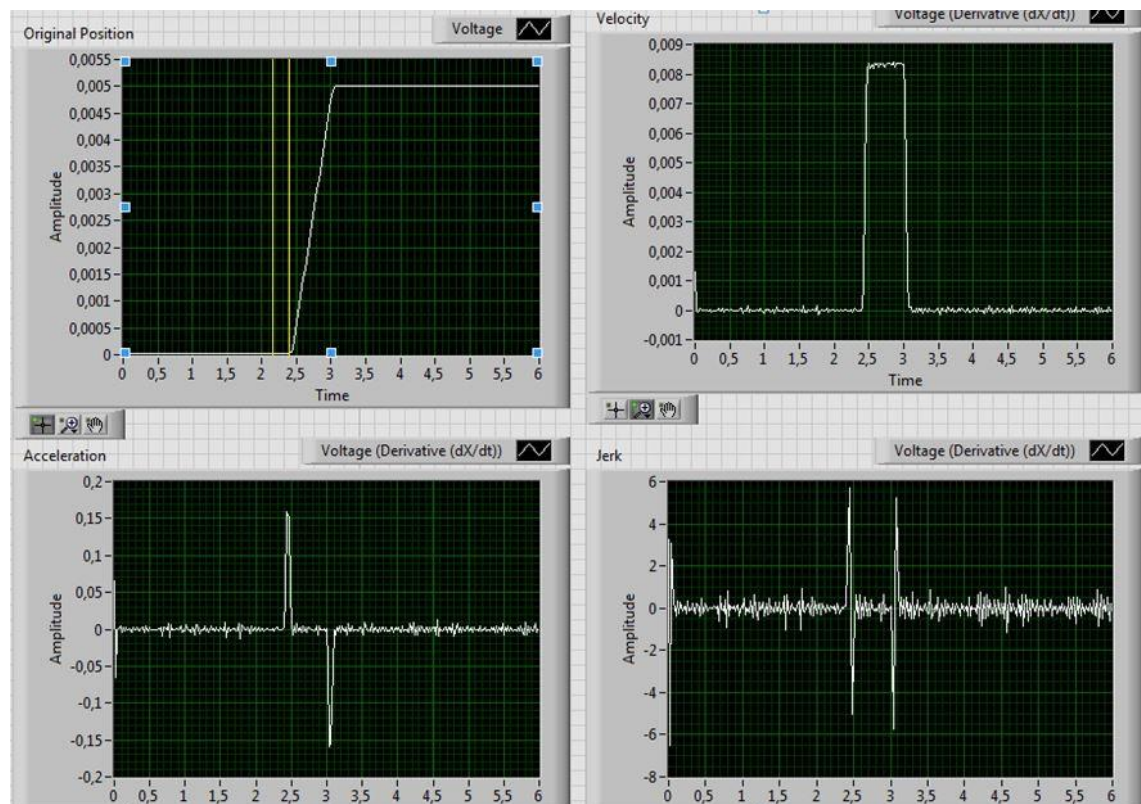 Original Position
Voltage
0,0055
0,005
0,0045
0,004
0,0035
0,003
0,0025
0,002
0,0015
0,001
0,0005
0
Amplitude
0 0,5 1 1,5 2 2,5 3 3,5 4 4,5 5 5,5 6
Time
Velocity
Voltage (Derivative (dX/dt))
0,009
0,008
0,007
0,006
0,005
0,004
0,003
0,002
0,001
0
-0,001
Amplitude
0 0,5 1 1,5 2 2,5 3 3,5 4 4,5 5 5,5 6
Time
Acceleration
Voltage (Derivative (dX/dt))
0,2
0,15
0,1
0,05
0
-0,05
-0,1
-0,15
-0,2
Amplitude
0 0,5 1 1,5 2 2,5 3 3,5 4 4,5 5 5,5 6
Jerk
Voltage (Derivative (dX/dt))
6
4
2
0
-2
-4
-6
-8
Amplitude
0 0,5 1 1,5 2 2,5 3 3,5 4 4,5 5 5,5 6